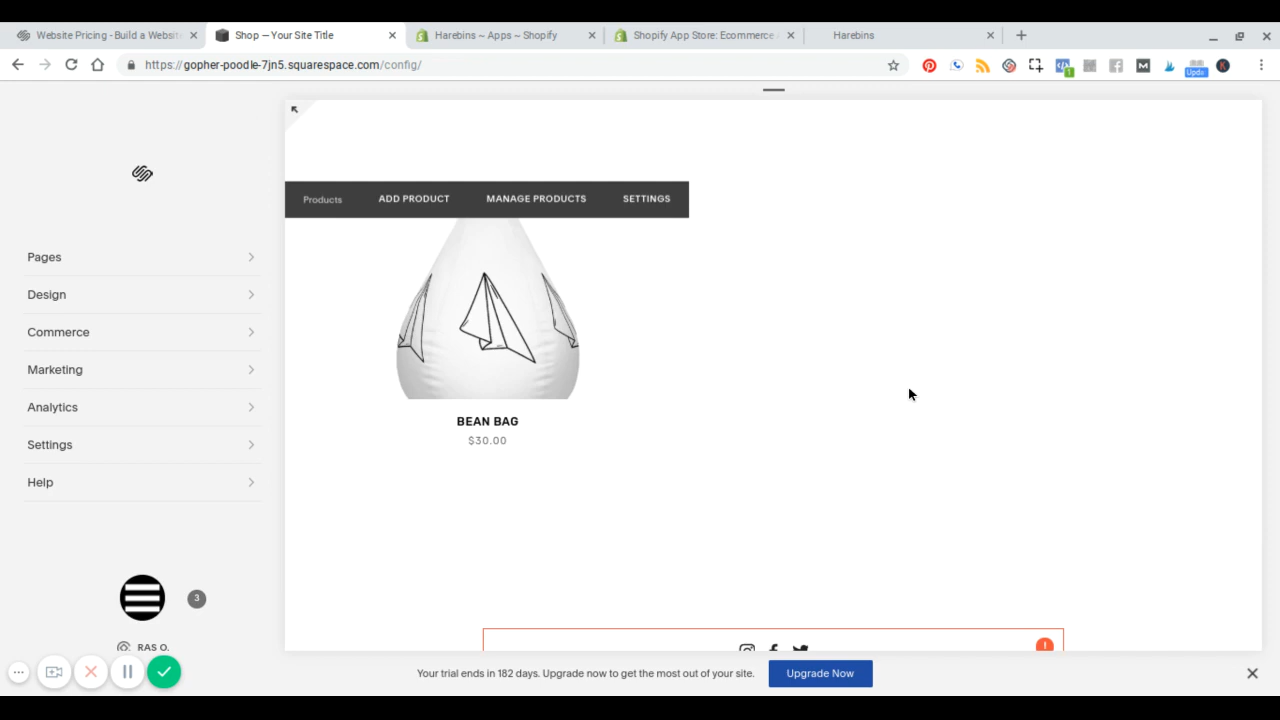 Website Pricing - Build a Websit
Shop — Your Site Title
Harebins ~ Apps ~ Shopify
Shopify App Store: Ecommerce
Harebins
https://gopher-poodle-7jn5.squarespace.com/config/
1
Upda
K
Products
ADD PRODUCT
MANAGE PRODUCTS
SETTINGS
Pages
Design
Commerce
Marketing
Analytics
Settings
Help
BEAN BAG
$30.00
3
RAS O.
!
Your trial ends in 182 days. Upgrade now to get the most out of your site.
Upgrade Now